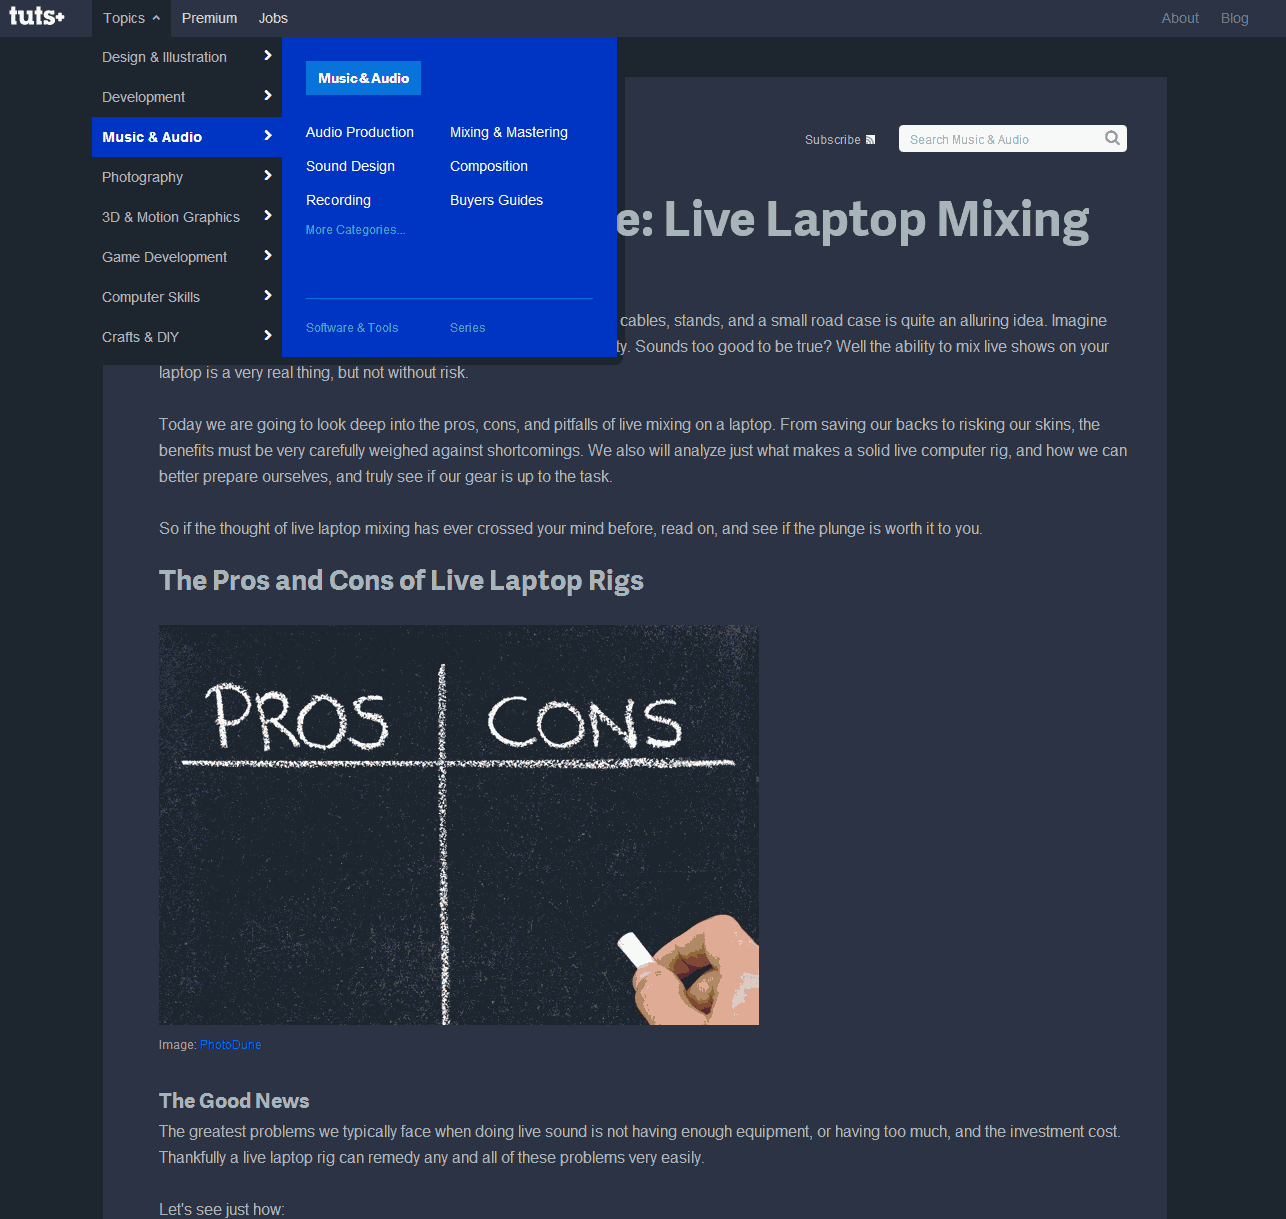 tuts+ Topics Premium Jobs About Blog
Design & Illustration
Development
Music & Audio
Photography
3D & Motion Graphics
Game Development
Computer Skills
Crafts & DIY
Music & Audio
Audio Production Mixing & Mastering
Sound Design Composition
Recording Buyers Guides
More Categories...
Software & Tools Series
Subscribe Search Music & Audio
e: Live Laptop Mixing
cables, stands, and a small road case is quite an alluring idea. Imagine
ty. Sounds too good to be true? Well the ability to mix live shows on your
laptop is a very real thing, but not without risk.
Today we are going to look deep into the pros, cons, and pitfalls of live mixing on a laptop. From saving our backs to risking our skins, the
benefits must be very carefully weighed against shortcomings. We also will analyze just what makes a solid live computer rig, and how we can
better prepare ourselves, and truly see if our gear is up to the task.
So if the thought of live laptop mixing has ever crossed your mind before, read on, and see if the plunge is worth it to you.
The Pros and Cons of Live Laptop Rigs
PROS CONS
Image: PhotoDune
The Good News
The greatest problems we typically face when doing live sound is not having enough equipment, or having too much, and the investment cost.
Thankfully a live laptop rig can remedy any and all of these problems very easily.
Let's see just how: